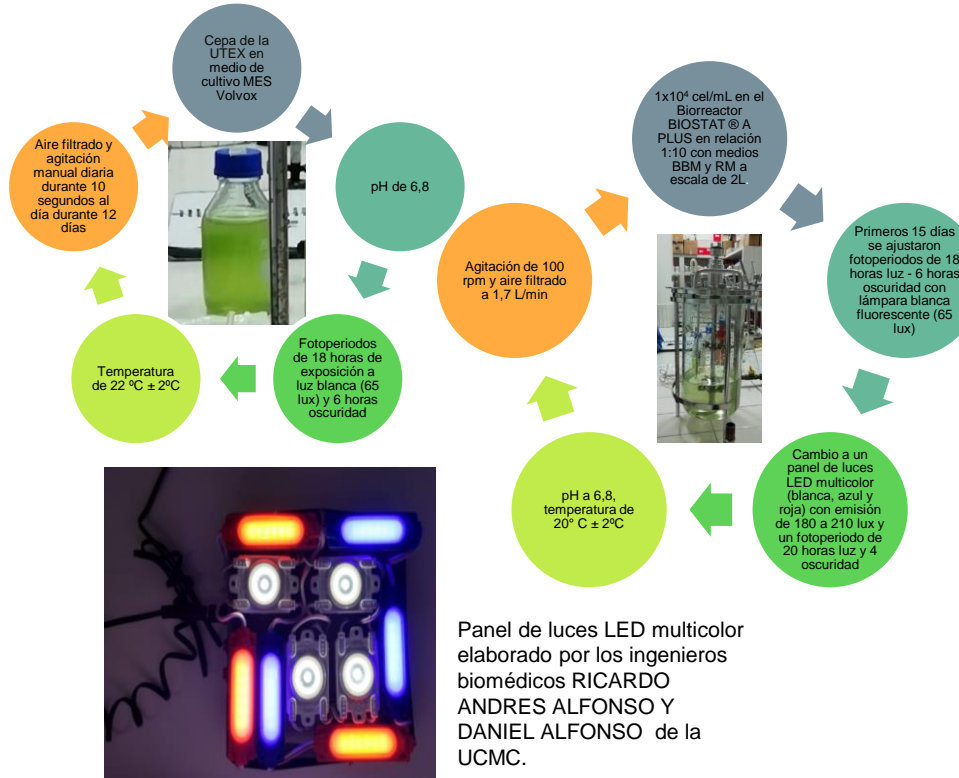 Cepa de la
UTEX en
medio de
cultivo MES
Volvox
pH de 6,8
Fotoperiodos
de 18 horas de
exposición a
luz blanca (65
lux) y 6 horas
oscuridad
Temperatura
de 22 ºC ± 2ºC
Aire filtrado y
agitación
manual diaria
durante 10
segundos al
día durante 12
días
1x10⁴ cel/mL en el
Biorreactor
BIOSTAT ® A
PLUS en relación
1:10 con medios
BBM y RM a
escala de 2L.
Primeros 15 días
se ajustaron
fotoperiodos de 18
horas luz - 6 horas
oscuridad con
lámpara blanca
fluorescente (65
lux)
Cambio a un
panel de luces
LED multicolor
(blanca, azul y
roja) con emisión
de 180 a 210 lux y
un fotoperiodo de
20 horas luz y 4
oscuridad
pH a 6,8,
temperatura de
20º C ± 2ºC
Agitación de 100
rpm y aire filtrado
a 1,7 L/min
Panel de luces LED multicolor
elaborado por los ingenieros
biomédicos RICARDO
ANDRES ALFONSO Y
DANIEL ALFONSO de la
UCMC.